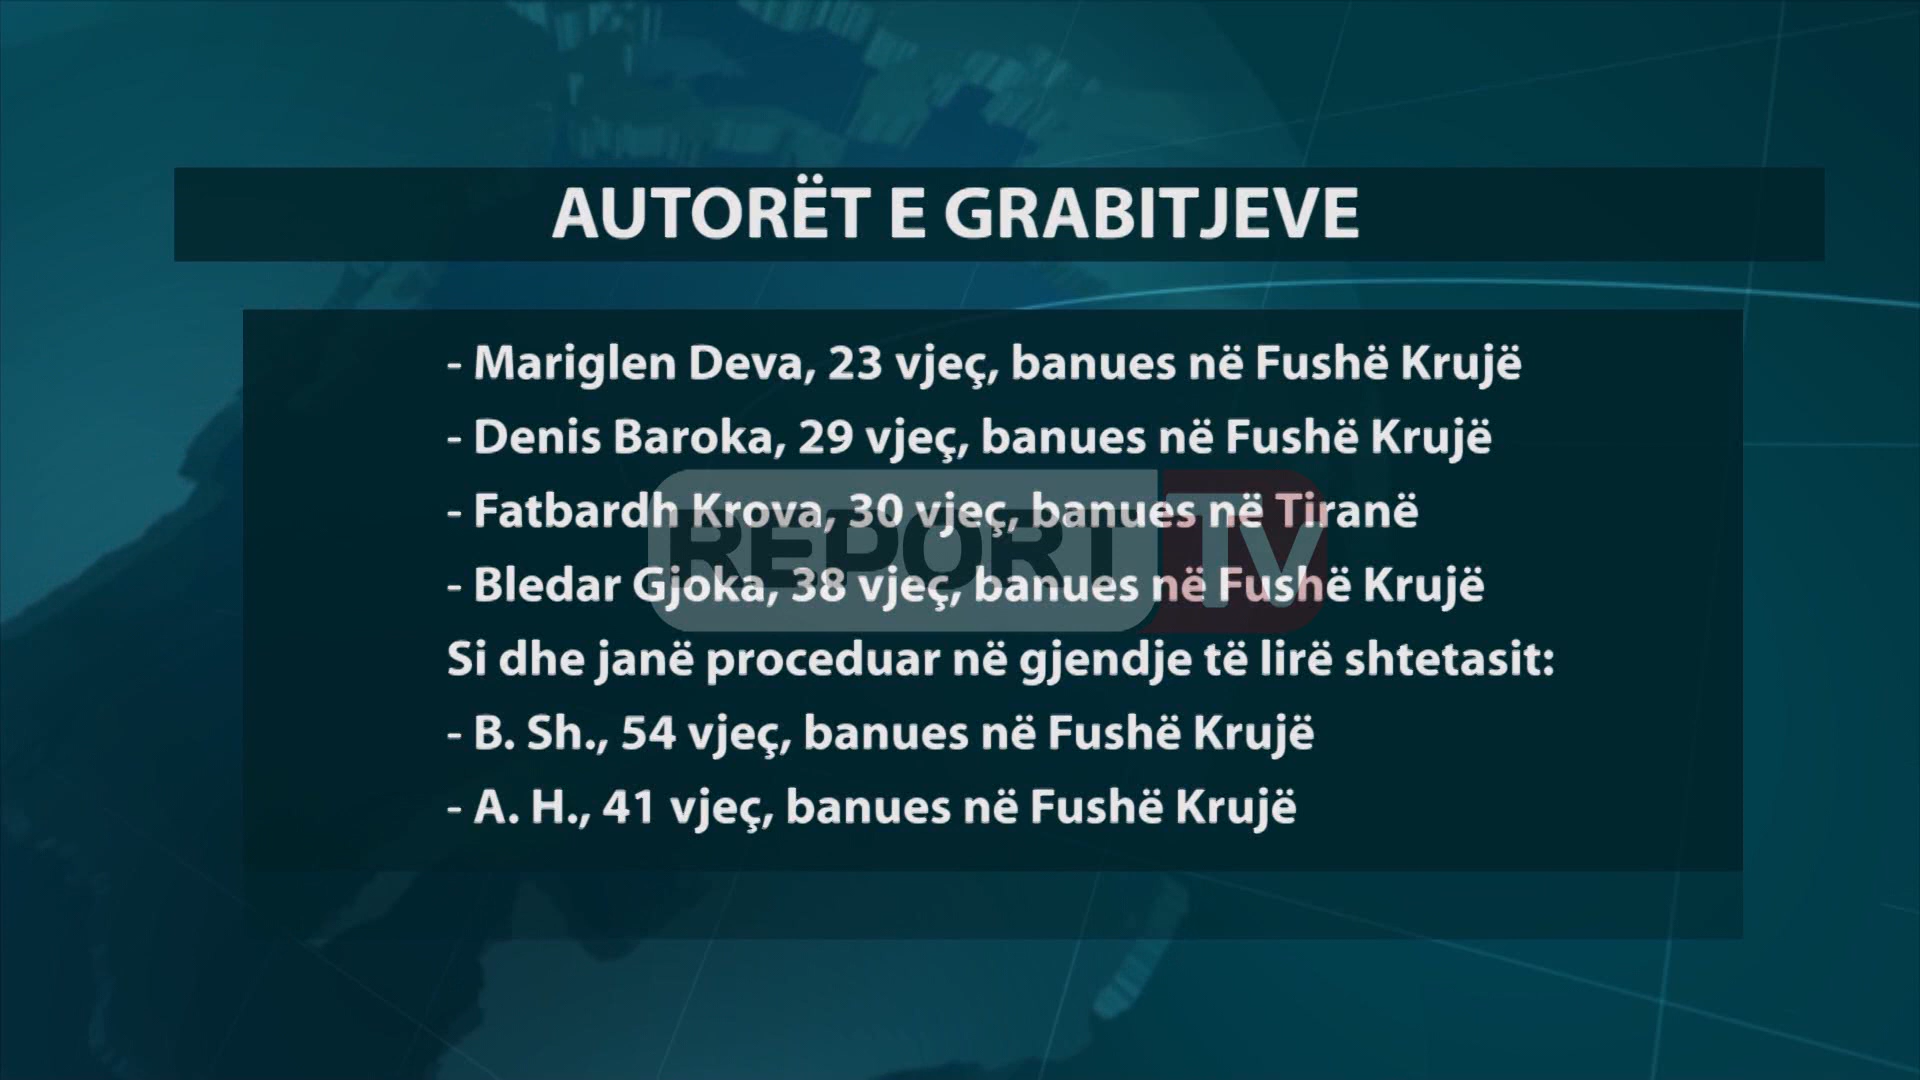 AUTORËT E GRABITJEVE
- Mariglen Deva, 23 vjeç, banues në Fushë Krujë
- Denis Baroka, 29 vjeç, banues në Fushë Krujë
- Fatbardh Krova, 30 vjeç, banues në Tiranë
REPORT TV
- Bledar Gjoka, 38 vjeç, banues në Fushë Krujë
Si dhe janë proceduar në gjendje të lirë shtetasit:
- B. Sh., 54 vjeç, banues në Fushë Krujë
- A. H., 41 vjeç, banues në Fushë Krujë